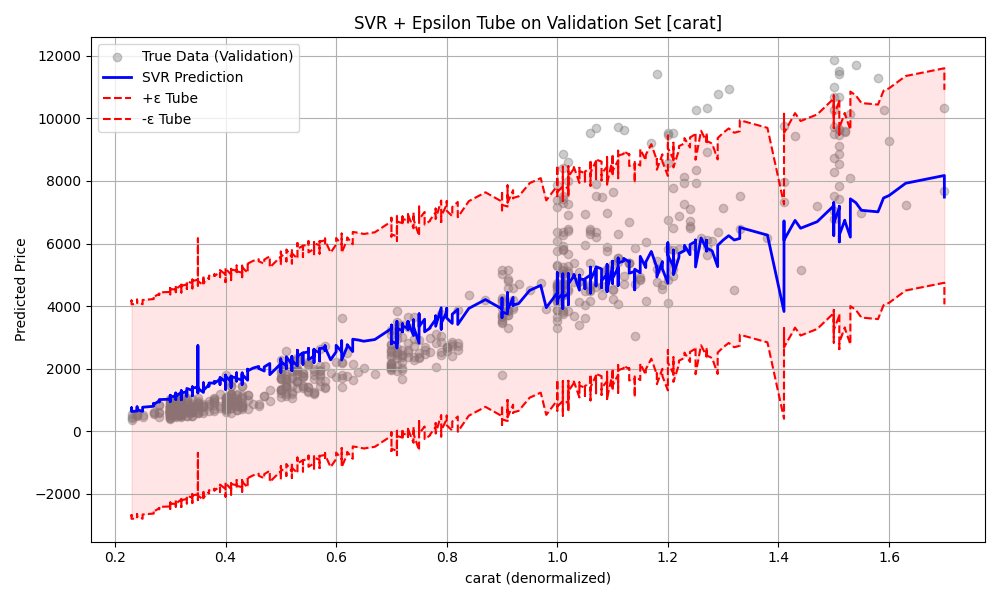 SVR + Epsilon Tube on Validation Set [carat]
True Data (Validation)
SVR Prediction
+ε Tube
-ε Tube
12000
10000
8000
6000
4000
2000
0
−2000
Predicted Price
0.2 0.4 0.6 0.8 1.0 1.2 1.4 1.6
carat (denormalized)